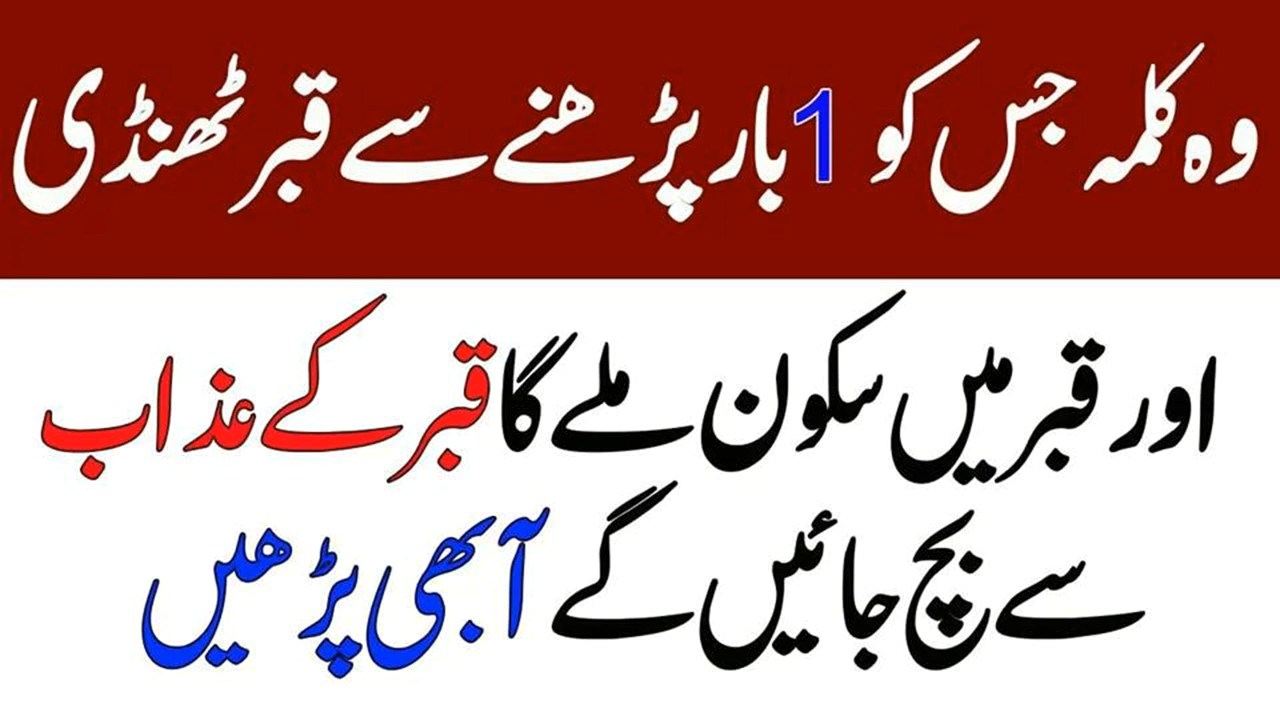 وہ کلمہ جس کو 1 بار پڑھنے سے قبر ٹھنڈی
اور قبر میں سکون ملے گا قبر کے عذاب
سے بچ جائیں گے آبھی پڑھیں